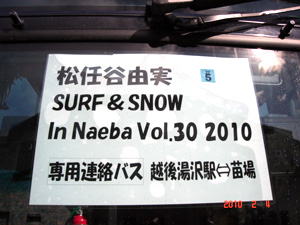 松任谷由実
5
SURF & SNOW
In Naeba Vol.30 2010
専用連絡バス 越後湯沢駅⇔苗場
2010 2 4